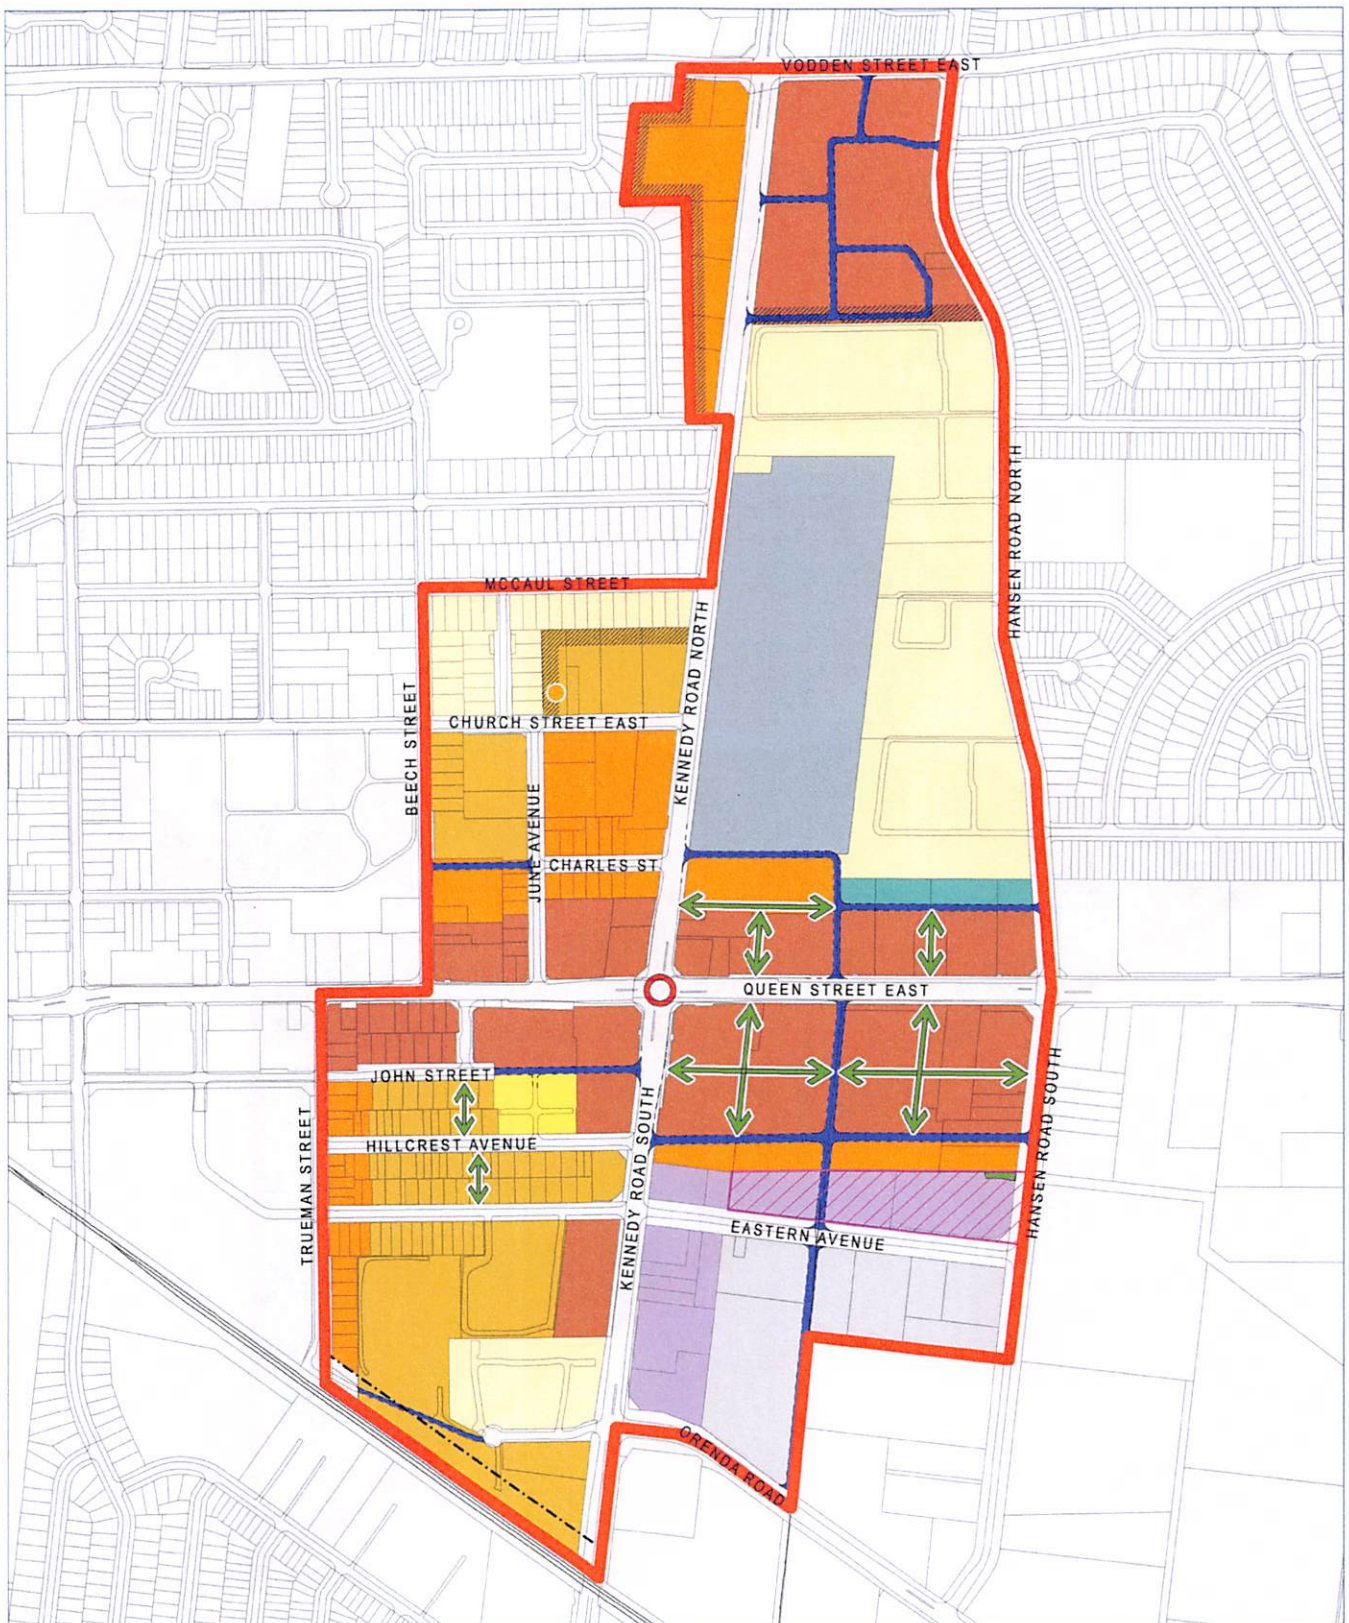 VODDEN STREET EAST
HANSEN ROAD NORTH
MCCAUL STREET
KENNEDY ROAD NORTH
BEECH STREET
CHURCH STREET EAST
JUNE AVENUE
CHARLES ST
QUEEN STREET EAST
JOHN STREET
HILLCREST AVENUE
TRUEMAN STREET
KENNEDY ROAD SOUTH
HANSEN ROAD SOUTH
EASTERN AVENUE
ORENDA ROAD